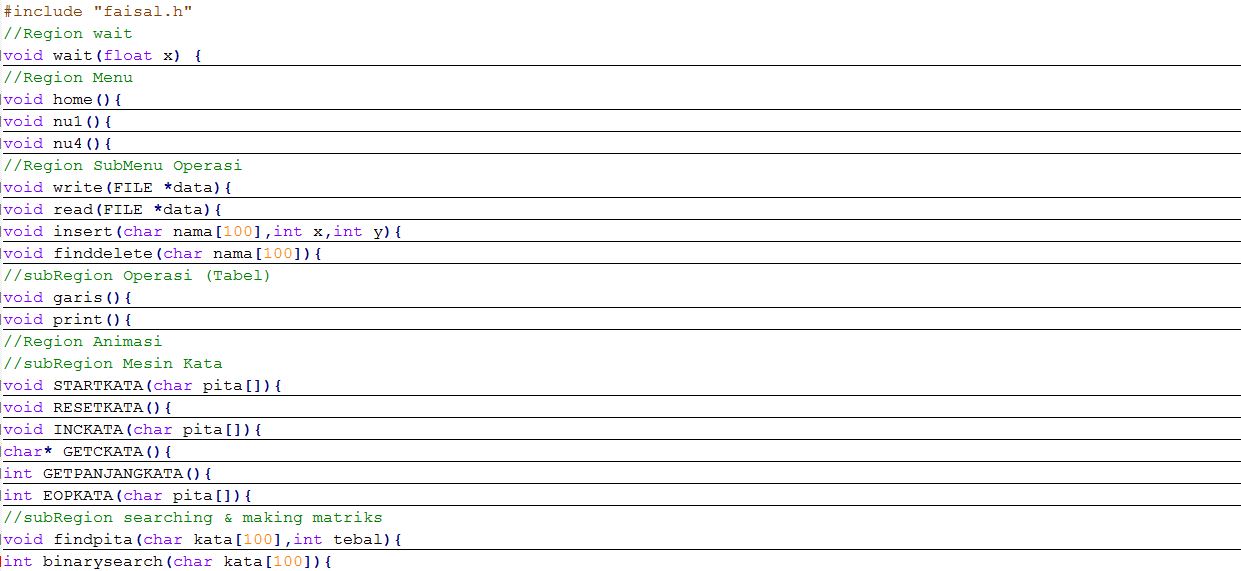 #include "faisal.h"
//Region wait
void wait(float x) {
//Region Menu
void home(){
void nu1(){
void nu4(){
//Region SubMenu Operasi
void write(FILE *data){
void read(FILE *data){
void insert(char nama[100],int x,int y){
void finddelete(char nama[100]){
//subRegion Operasi (Tabel)
void garis(){
void print(){
//Region Animasi
//subRegion Mesin Kata
void STARTKATA(char pita[]){
void RESETKATA(){
void INCKATA(char pita[]){
char* GETCKATA(){
int GETPANJANGKATA(){
int EOPKATA(char pita[]){
//subRegion searching & making matriks
void findpita(char kata[100],int tebal){
int binarysearch(char kata[100]){